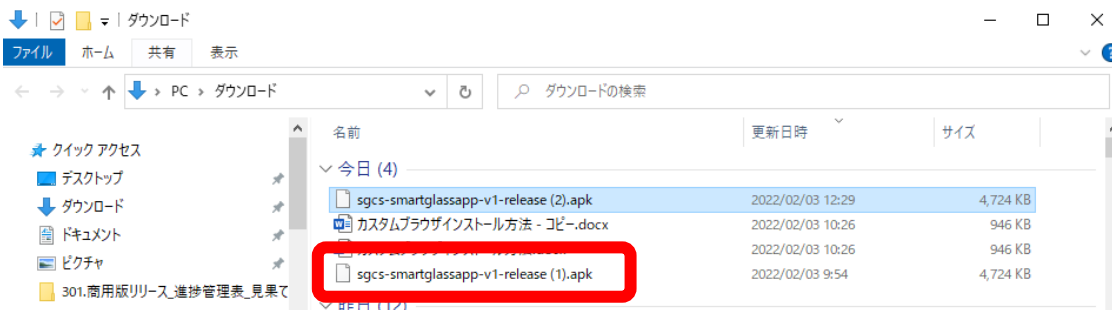 ダウンロード
ファイル ホーム 共有 表示
PC › ダウンロード ダウンロードの検索
名前 更新日時 サイズ
クイック アクセス
今日 (4)
デスクトップ
sgcs-smartglassapp-v1-release (2).apk 2022/02/03 12:29 4,724 KB
ダウンロード
カスタムブラウザインストール方法 - コピー.docx 2022/02/03 10:26 946 KB
ドキュメント
2022/02/03 10:26 946 KB
ピクチャ
sgcs-smartglassapp-v1-release (1).apk 2022/02/03 9:54 4,724 KB
301.商用版リリース_進捗管理表_見果て
昨日 (12)